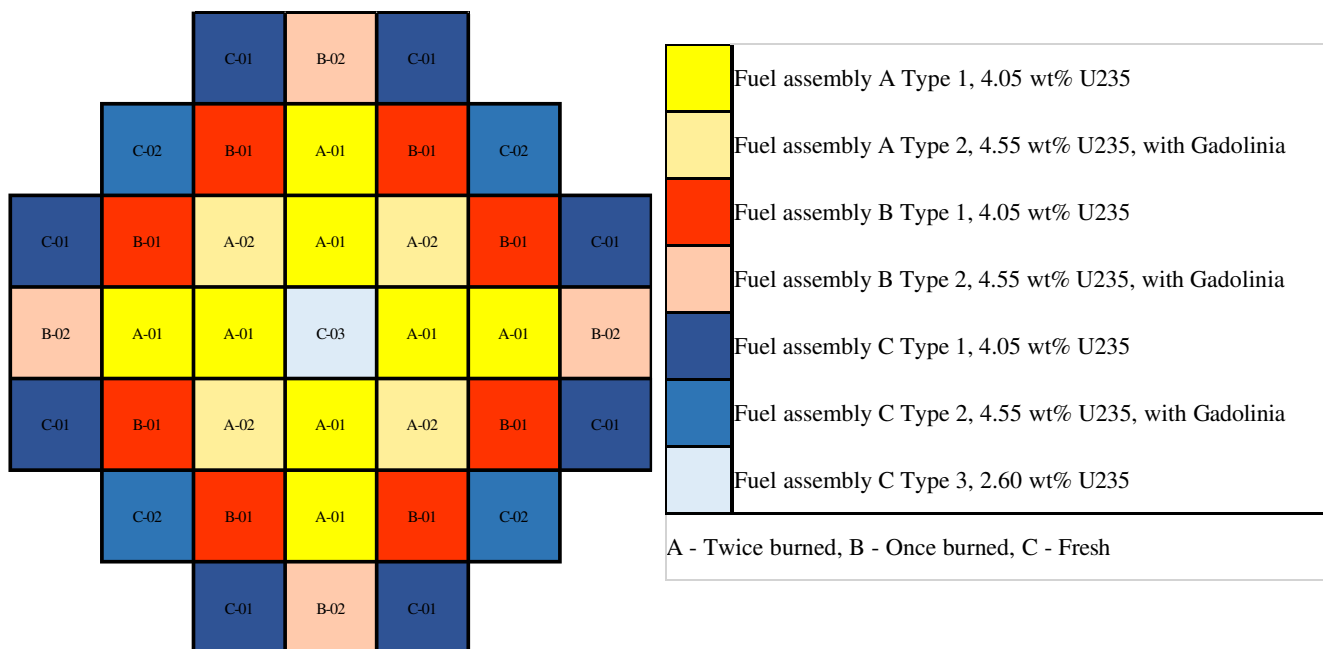 C-01 B-02 C-01
C-02 B-01 A-01 B-01 C-02
C-01 B-01 A-02 A-01 A-02 B-01 C-01
B-02 A-01 A-01 C-03 A-01 A-01 B-02
C-01 B-01 A-02 A-01 A-02 B-01 C-01
C-02 B-01 A-01 B-01 C-02
C-01 B-02 C-01
Fuel assembly A Type 1, 4.05 wt% U235
Fuel assembly A Type 2, 4.55 wt% U235, with Gadolinia
Fuel assembly B Type 1, 4.05 wt% U235
Fuel assembly B Type 2, 4.55 wt% U235, with Gadolinia
Fuel assembly C Type 1, 4.05 wt% U235
Fuel assembly C Type 2, 4.55 wt% U235, with Gadolinia
Fuel assembly C Type 3, 2.60 wt% U235
A - Twice burned, B - Once burned, C - Fresh